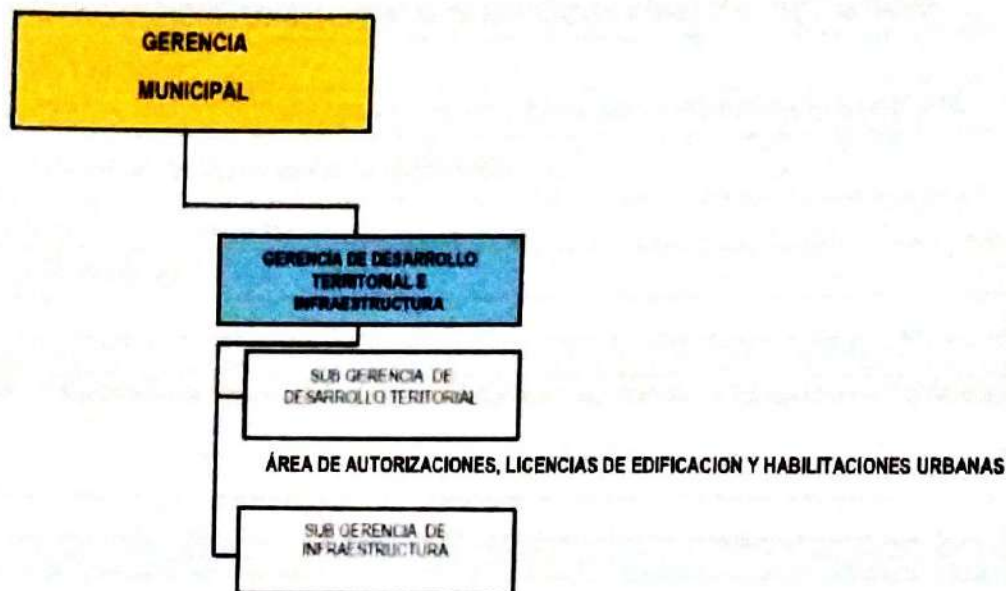 GERENCIA
MUNICIPAL
GERENCIA DE DESARROLLO
TERRITORIAL E
INFRAESTRUCTURA
SUB GERENCIA DE
DESARROLLO TERITORIAL
ÁREA DE AUTORIZACIONES, LICENCIAS DE EDIFICACION Y HABILITACIONES URBANAS
SUB GERENCIA DE
INFRAESTRUCTURA